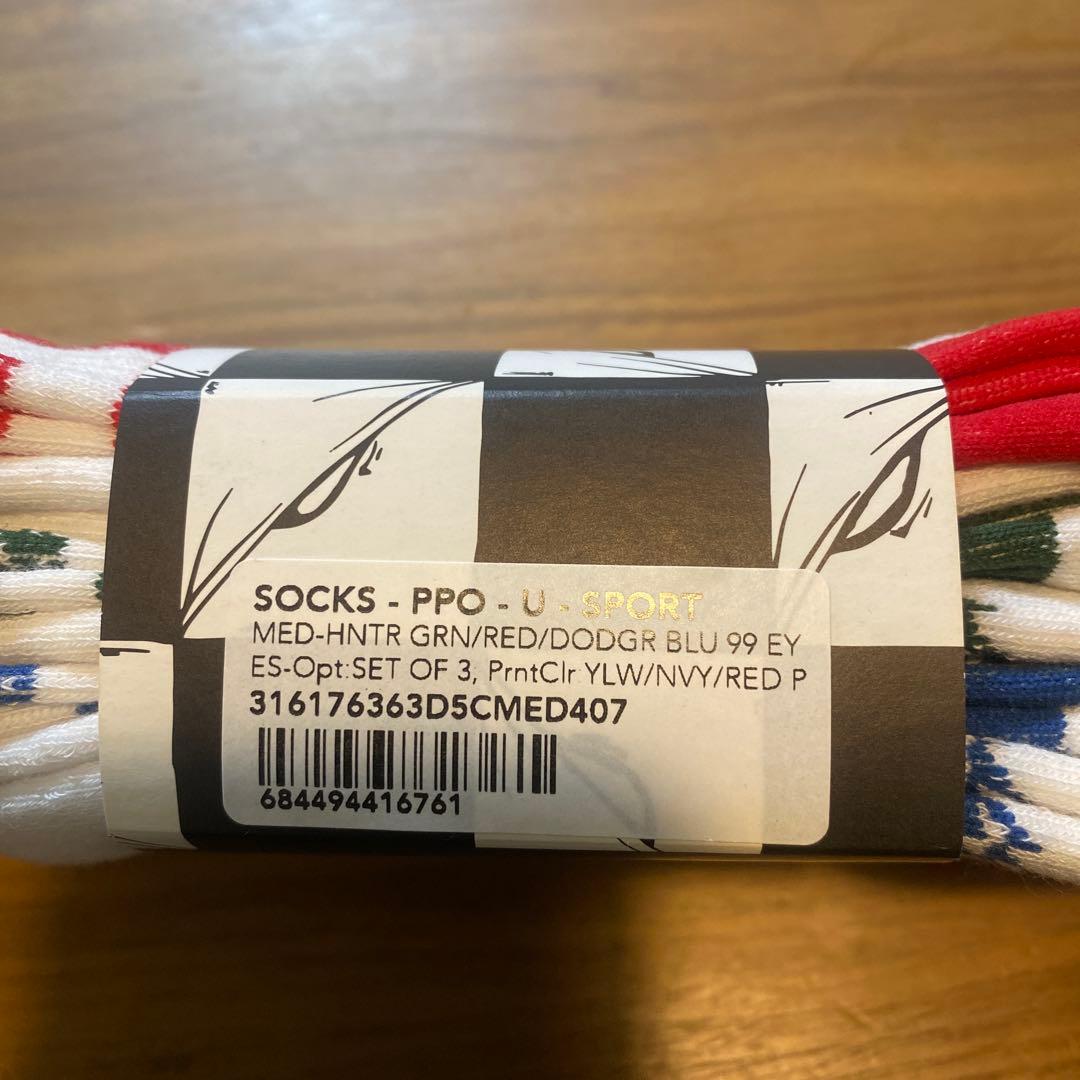 SOCKS - PPO - U - SPORT
MED-HNTR GRN/RED/DODGR BLU 99 EY
ES-Opt:SET OF 3, PrntClr:YLW/NVY/RED P
316176363D5CMED407
684494416761